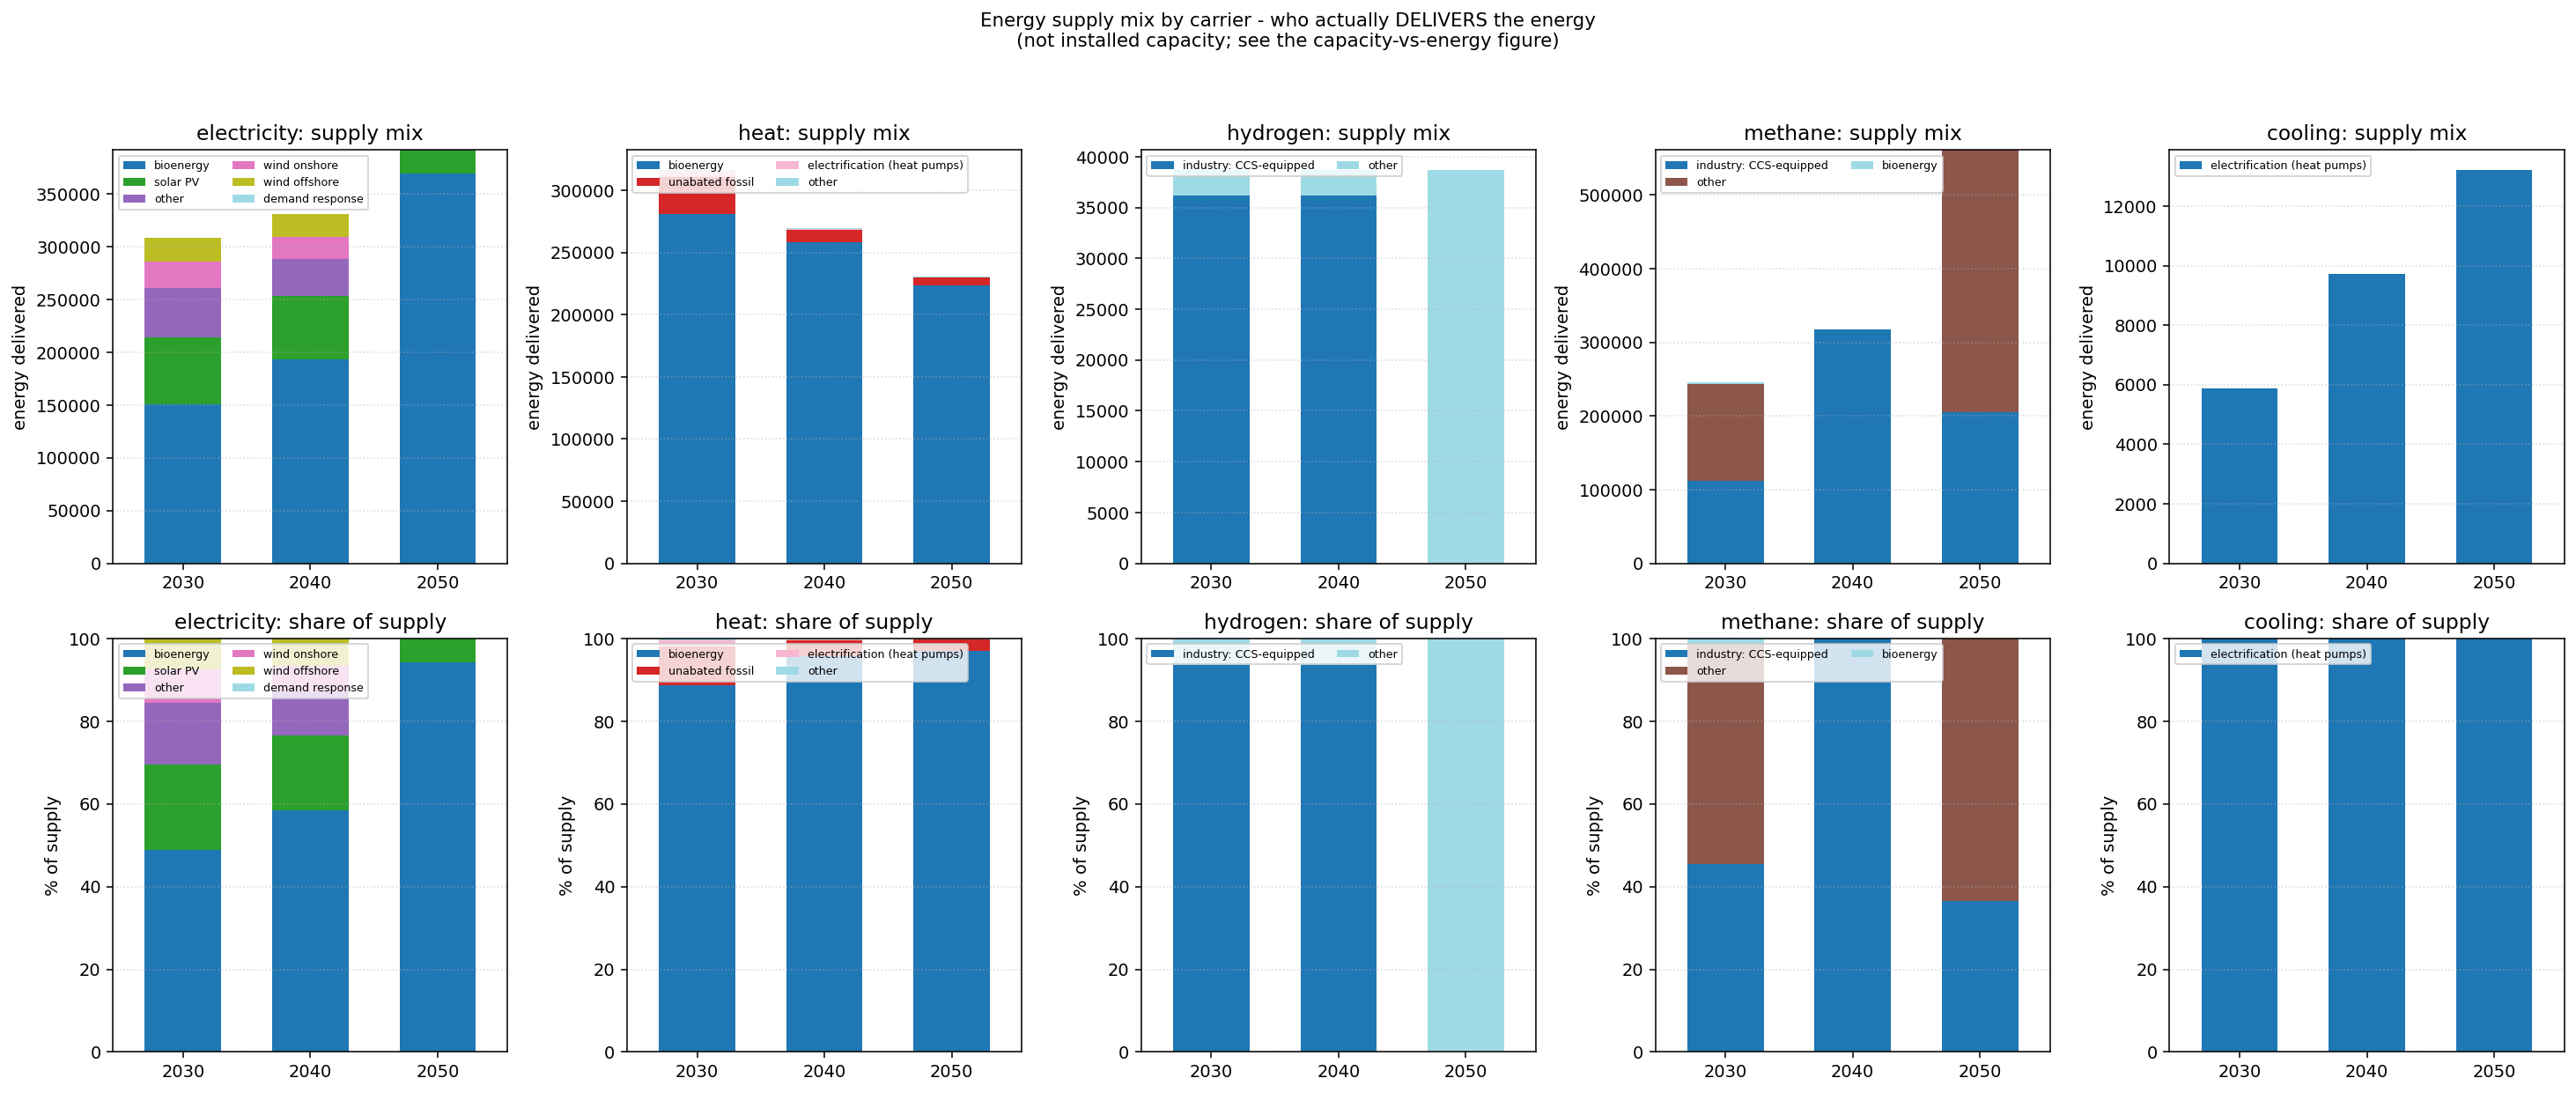 Energy supply mix by carrier - who actually DELIVERS the energy
(not installed capacity; see the capacity-vs-energy figure)
electricity: supply mix
energy delivered
350000
300000
250000
200000
150000
100000
50000
0
bioenergy
solar PV
other
wind onshore
wind offshore
demand response
2030
2040
2050
heat: supply mix
energy delivered
300000
250000
200000
150000
100000
50000
0
bioenergy
unabated fossil
electrification (heat pumps)
other
2030
2040
2050
hydrogen: supply mix
energy delivered
40000
35000
30000
25000
20000
15000
10000
5000
0
industry: CCS-equipped
other
2030
2040
2050
methane: supply mix
energy delivered
500000
400000
300000
200000
100000
0
industry: CCS-equipped
other
bioenergy
2030
2040
2050
cooling: supply mix
energy delivered
12000
10000
8000
6000
4000
2000
0
electrification (heat pumps)
2030
2040
2050
electricity: share of supply
% of supply
100
80
60
40
20
0
bioenergy
solar PV
other
wind onshore
wind offshore
demand response
2030
2040
2050
heat: share of supply
% of supply
100
80
60
40
20
0
bioenergy
unabated fossil
electrification (heat pumps)
other
2030
2040
2050
hydrogen: share of supply
% of supply
100
80
60
40
20
0
industry: CCS-equipped
other
2030
2040
2050
methane: share of supply
% of supply
100
80
60
40
20
0
industry: CCS-equipped
other
bioenergy
2030
2040
2050
cooling: share of supply
% of supply
100
80
60
40
20
0
electrification (heat pumps)
2030
2040
2050